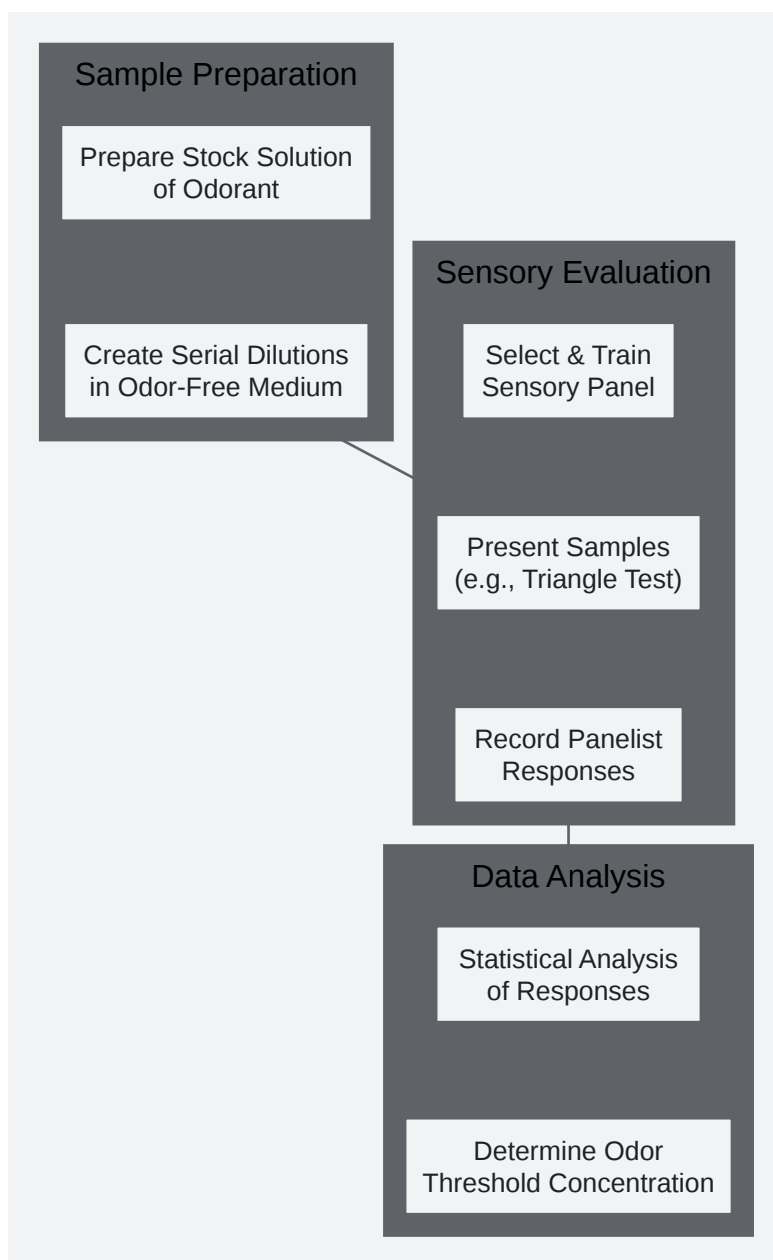 Sample Preparation
Prepare Stock Solution
of Odorant
Create Serial Dilutions
in Odor-Free Medium
Sensory Evaluation
Select & Train
Sensory Panel
Present Samples
(e.g., Triangle Test)
Record Panelist
Responses
Data Analysis
Statistical Analysis
of Responses
Determine Odor
Threshold Concentration